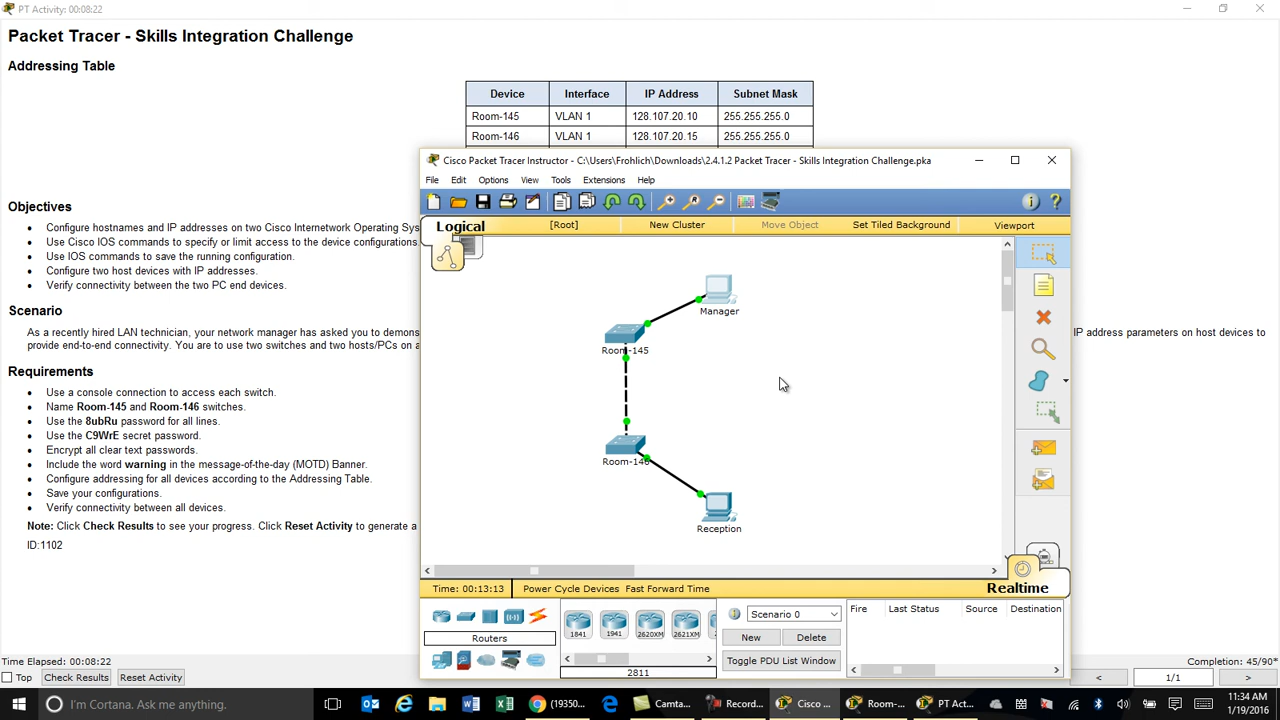 PT Activity: 00:08:22
Packet Tracer - Skills Integration Challenge
Addressing Table
Device Interface IP Address Subnet Mask
Room-145 VLAN 1 128.107.20.10 255.255.255.0
Room-146 VLAN 1 128.107.20.15 255.255.255.0
Objectives
Configure hostnames and IP addresses on two Cisco Internetwork Operating Sys
Use Cisco IOS commands to specify or limit access to the device configurations.
Use IOS commands to save the running configuration.
Configure two host devices with IP addresses.
Verify connectivity between the two PC end devices.
Scenario
As a recently hired LAN technician, your network manager has asked you to demons IP address parameters on host devices to
provide end-to-end connectivity. You are to use two switches and two hosts/PCs on a
Requirements
Use a console connection to access each switch.
Name Room-145 and Room-146 switches.
Use the 8ubRu password for all lines.
Use the C9WrE secret password.
Encrypt all clear text passwords.
Include the word warning in the message-of-the-day (MOTD) Banner.
Configure addressing for all devices according to the Addressing Table.
Save your configurations.
Verify connectivity between all devices.
Note: Click Check Results to see your progress. Click Reset Activity to generate a
ID:1102
Cisco Packet Tracer Instructor - C:\Users\Frohlich\Downloads\2.4.1.2 Packet Tracer - Skills Integration Challenge.pka
File Edit Options View Tools Extensions Help
Logical [Root] New Cluster Move Object Set Tiled Background Viewport
Manager
Room-145
Room-146
Reception
Time: 00:13:13 Power Cycle Devices Fast Forward Time Realtime
Routers
1841 1941 2620XM 2621XM
2811
Scenario 0
New Delete
Toggle PDU List Window
Fire Last Status Source Destination
Time Elapsed: 00:08:22 Completion: 45/90
Top Check Results Reset Activity < 1/1 >
I'm Cortana. Ask me anything.
(19350... Camta... Record... Cisco ... Room-... PT Act...
11:34 AM
11/19/2016